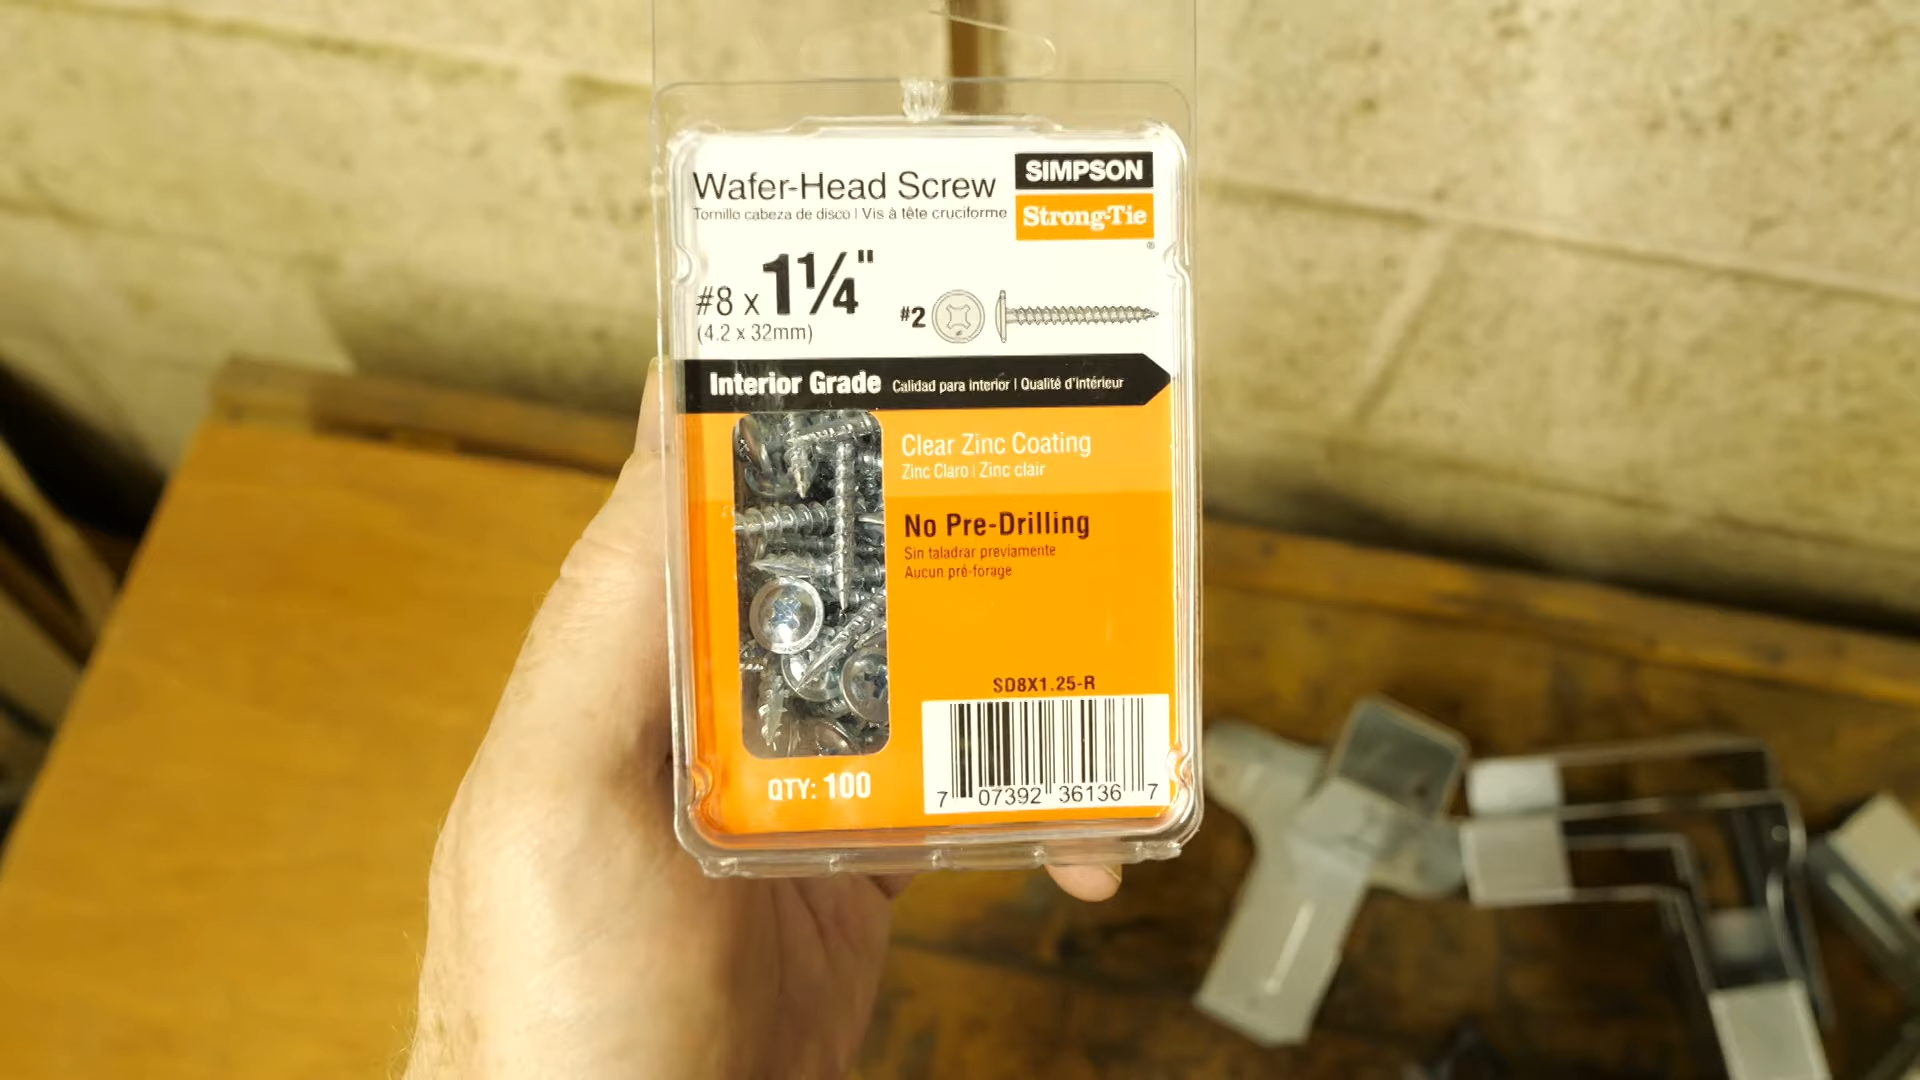 Wafer-Head Screw
Tornillo cabeza de disco | Vis à tête cruciforme
SIMPSON
Strong-Tie
®
#8 x 1¼"
(4.2 x 32mm)
#2
Interior Grade Calidad para interior | Qualité d'intérieur
Clear Zinc Coating
Zinc Claro | Zinc clair
No Pre-Drilling
Sin taladrar previamente
Aucun pré-forage
SD8X1.25-R
7 07392 36136 7
QTY: 100